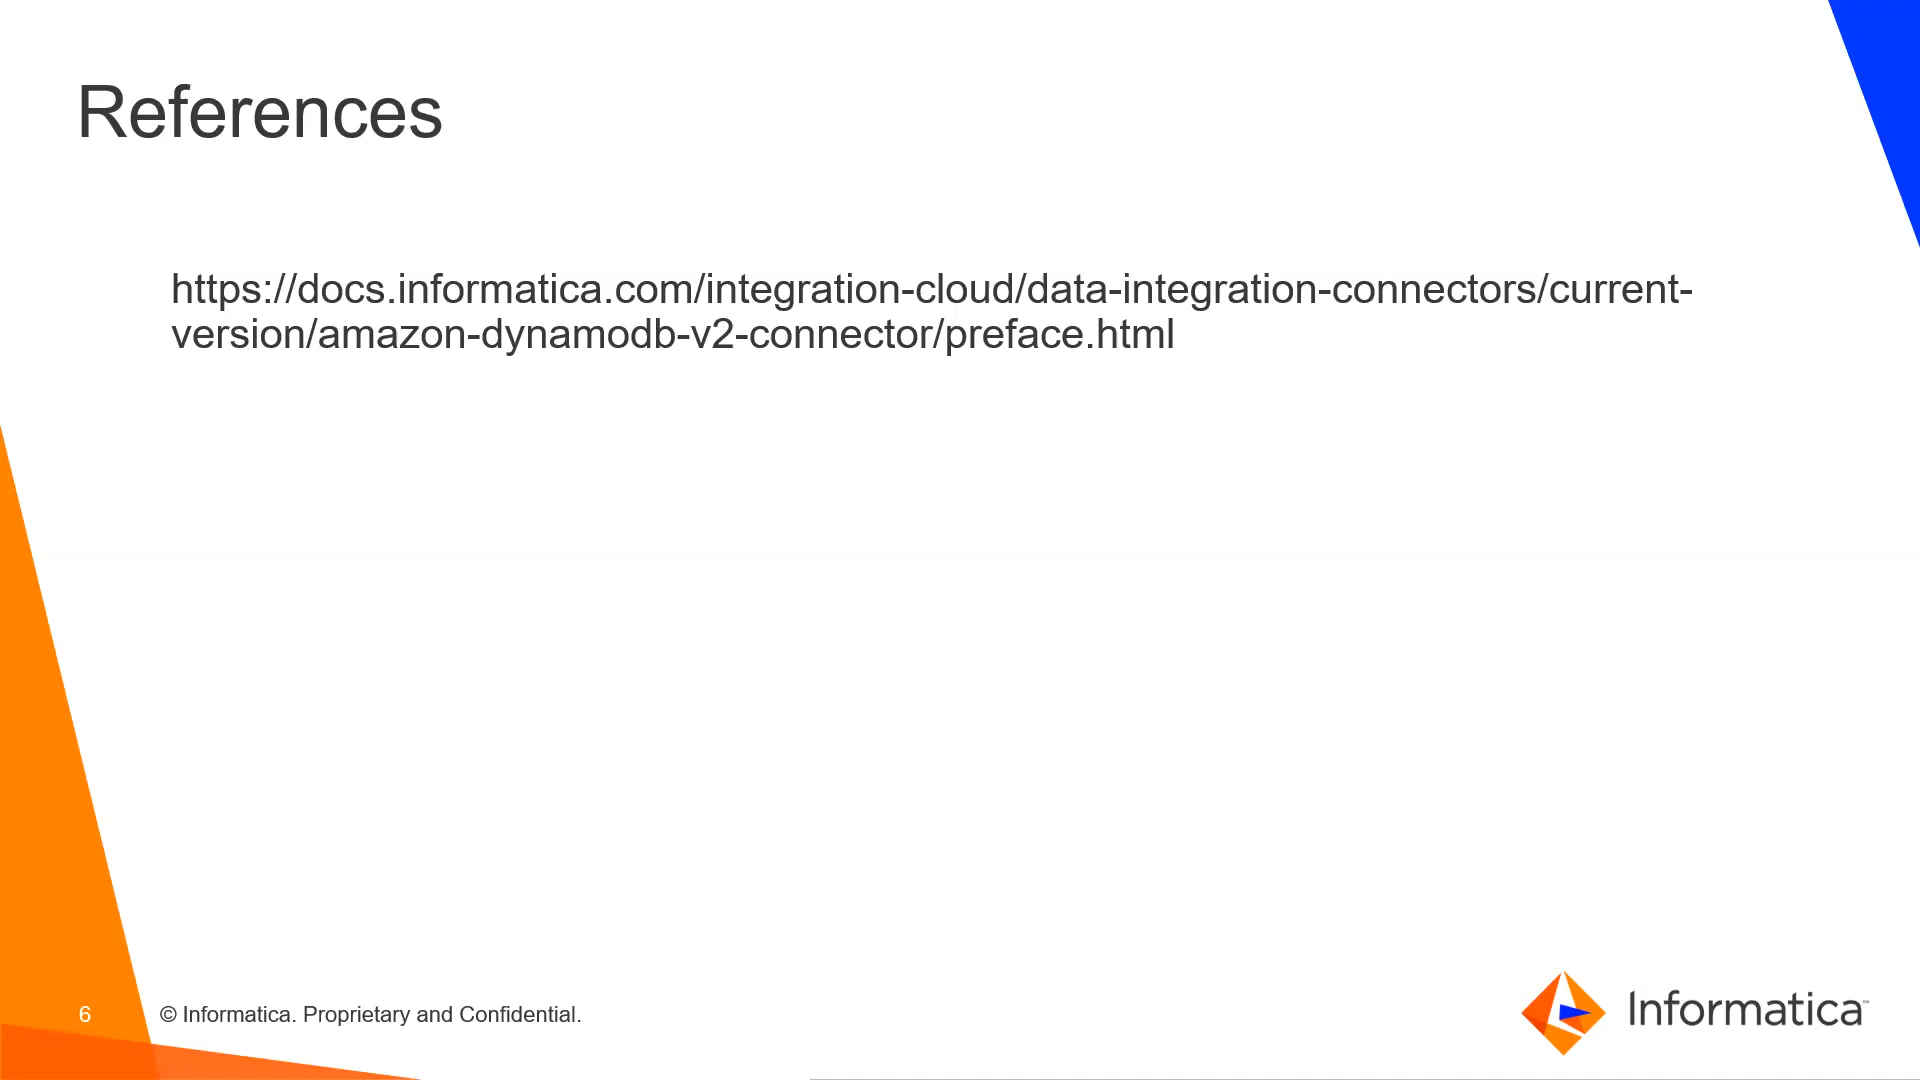 References
https://docs.informatica.com/integration-cloud/data-integration-connectors/current-
version/amazon-dynamodb-v2-connector/preface.html
6
© Informatica. Proprietary and Confidential.
Informatica™